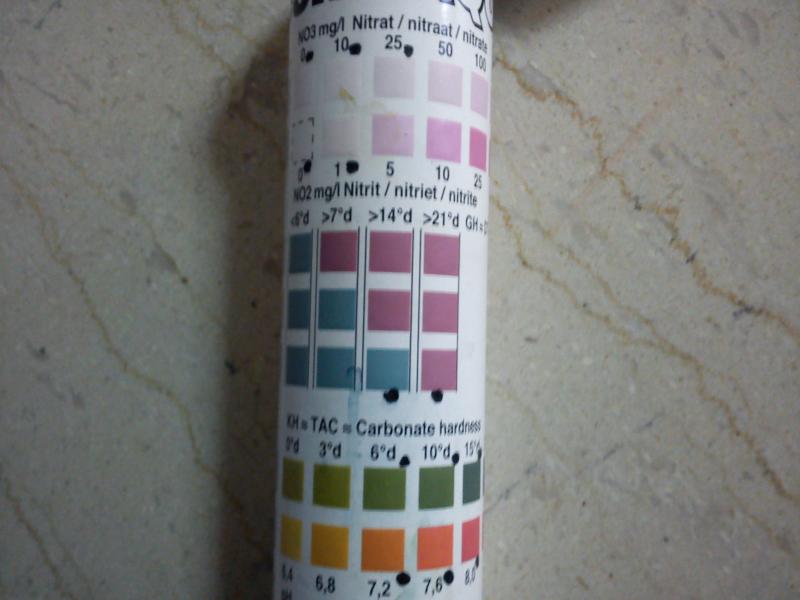 NO3 mg/l Nitrat / nitraat / nitrate
0 10 25 50 100
0 1 5 10 25
NO2 mg/l Nitrit / nitriet / nitrite
<6°d >7°d >14°d >21°d GH =
KH ≈ TAC ≈ Carbonate hardness
3°d 6°d 10°d 15°d
6,4 6,8 7,2 7,6 8,0